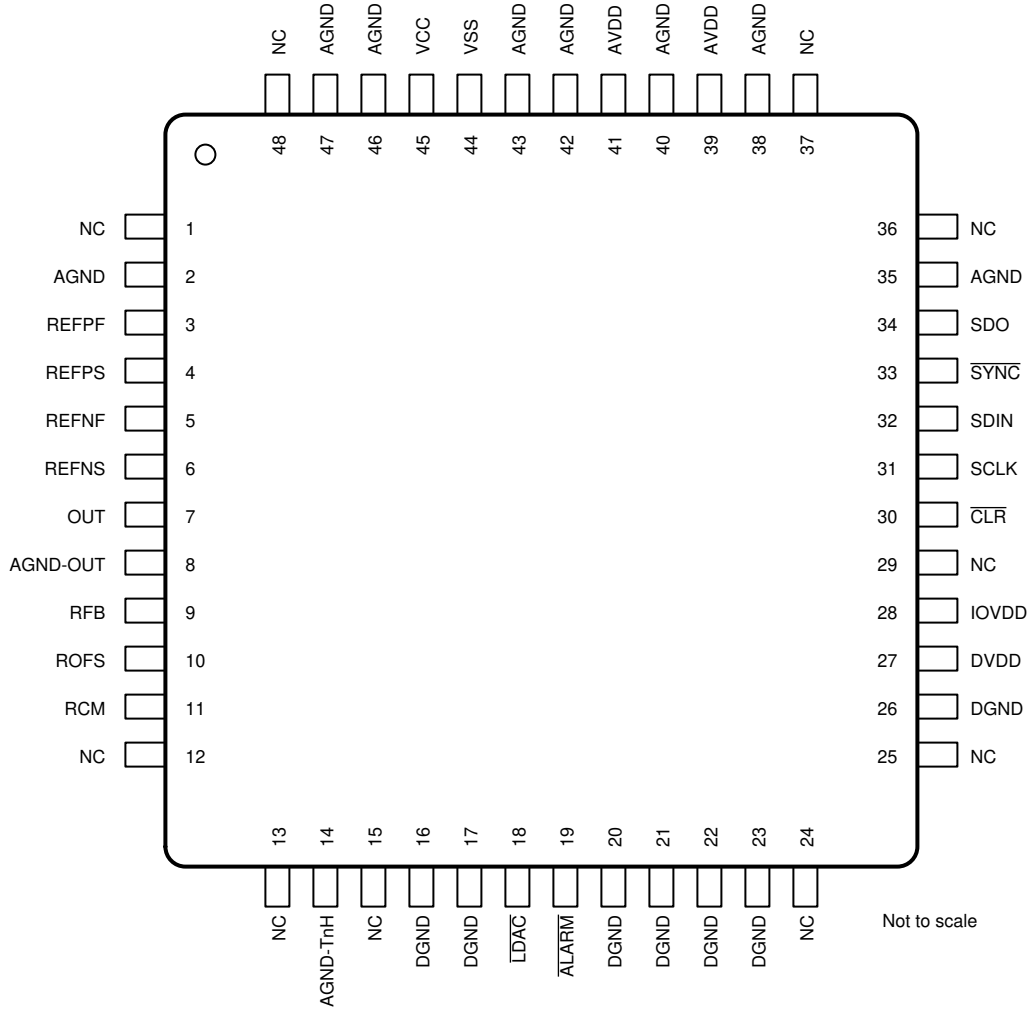 NC
AGND
AGND
VCC
VSS
AGND
AGND
AVDD
AGND
AVDD
AGND
NC
48
47
46
45
44
43
42
41
40
39
38
37
NC 1 36 NC
AGND 2 35 AGND
REFPF 3 34 SDO
REFPS 4 33 SYNC
REFNF 5 32 SDIN
REFNS 6 31 SCLK
OUT 7 30 CLR
AGND-OUT 8 29 NC
RFB 9 28 IOVDD
ROFS 10 27 DVDD
RCM 11 26 DGND
NC 12 25 NC
13
14
15
16
17
18
19
20
21
22
23
24
NC
AGND-TnH
NC
DGND
DGND
LDAC
ALARM
DGND
DGND
DGND
DGND
NC
Not to scale